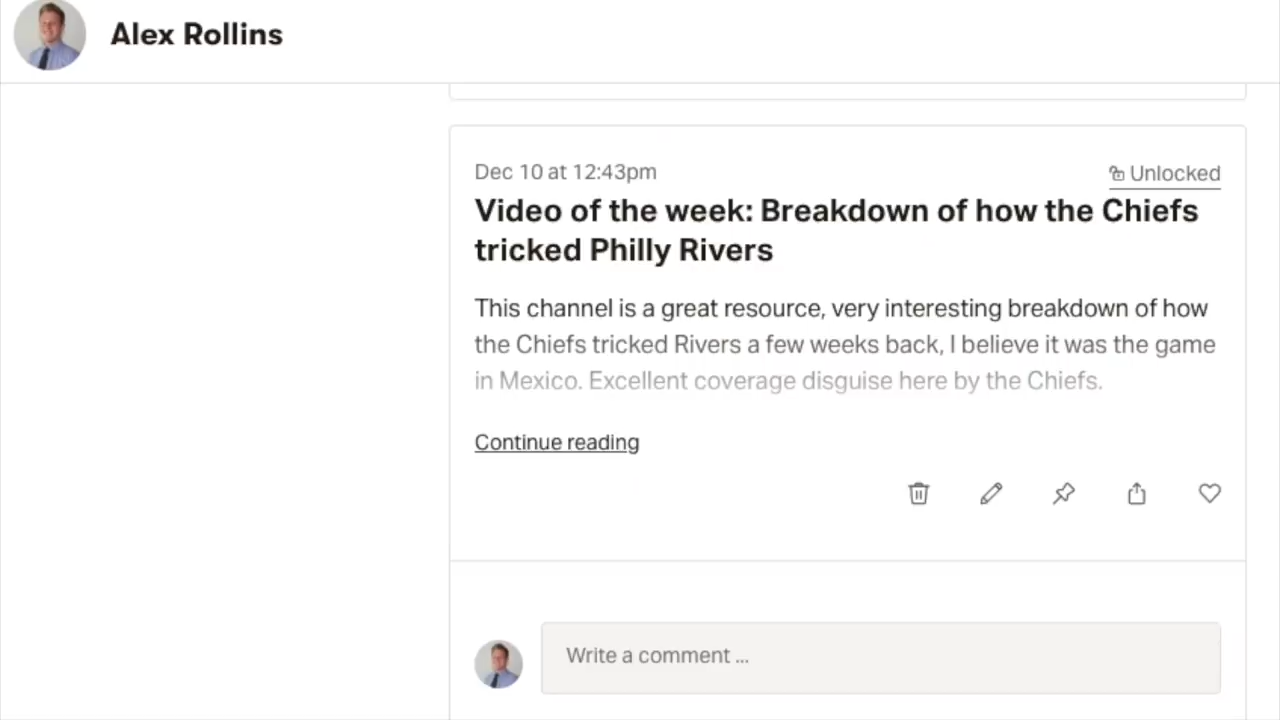 Alex Rollins
Dec 10 at 12:43pm
Unlocked
Video of the week: Breakdown of how the Chiefs
tricked Philly Rivers
This channel is a great resource, very interesting breakdown of how
the Chiefs tricked Rivers a few weeks back, I believe it was the game
in Mexico. Excellent coverage disguise here by the Chiefs.
Continue reading
Write a comment ...